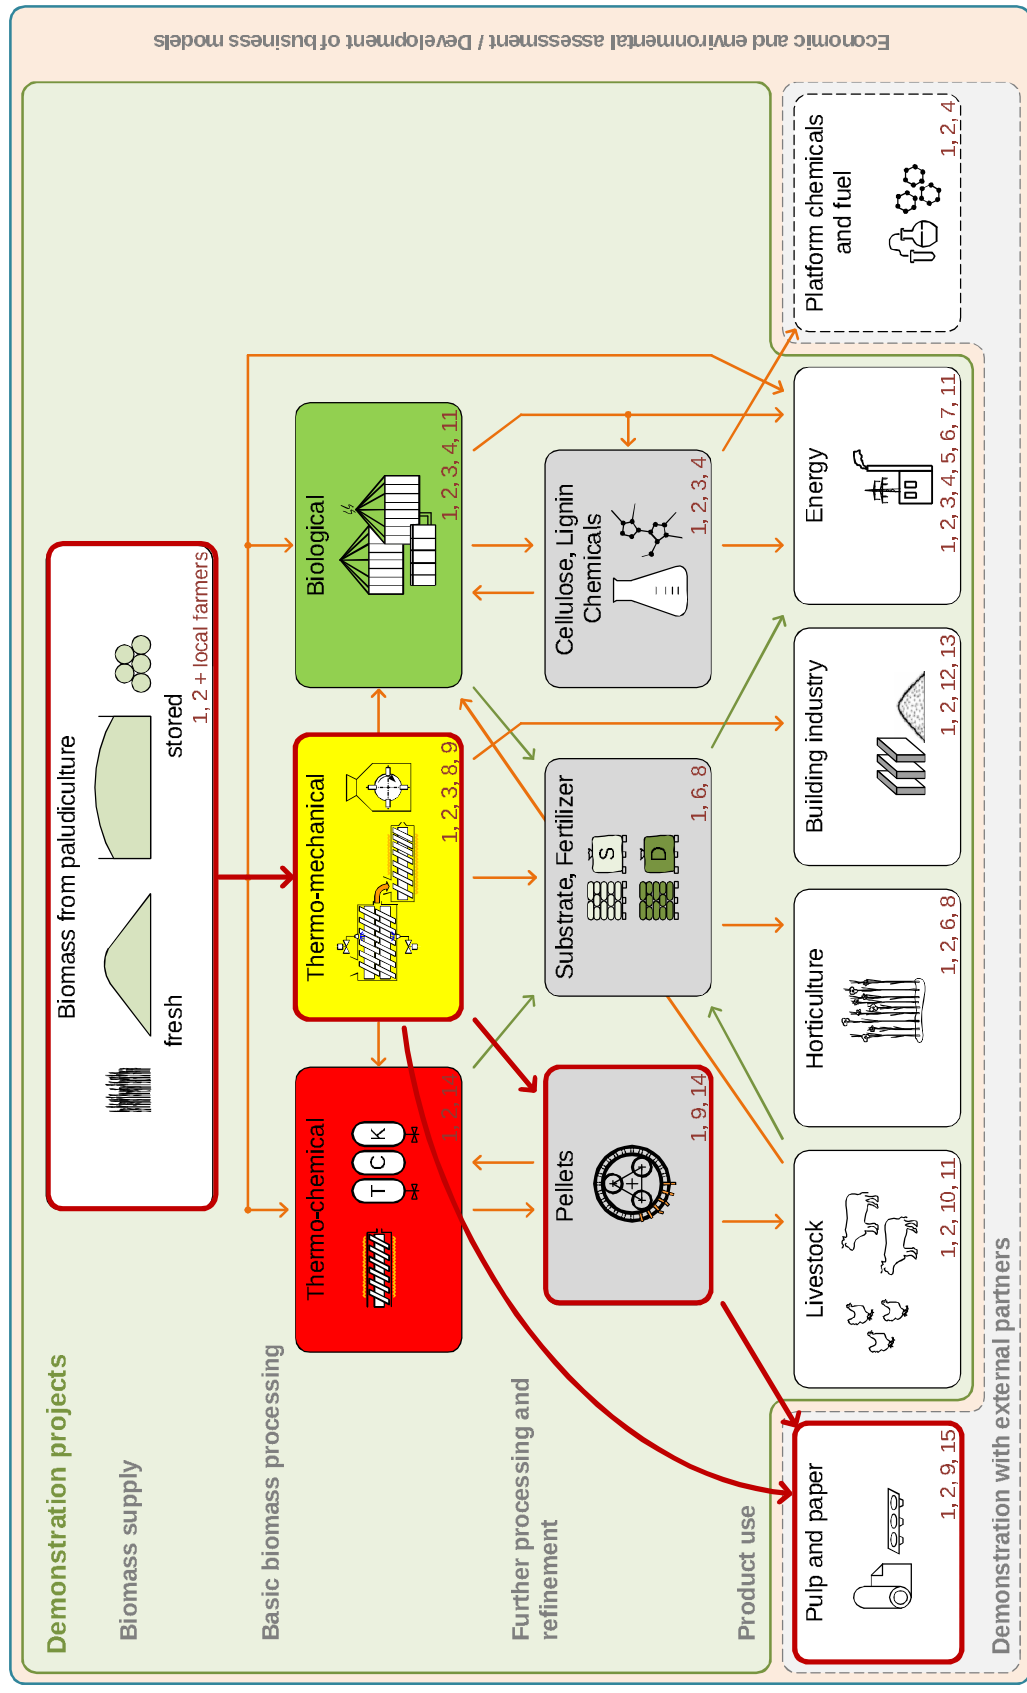 Demonstration projects
Biomass supply
Biomass from paludiculture
fresh
stored
1, 2 + local farmers
Basic biomass processing
Thermo-chemical
T C K
1, 2, 14
Thermo-mechanical
1, 2, 3, 8, 9
Biological
1, 2, 3, 4, 11
Further processing and
refinement
Pellets
1, 9, 14
Substrate, Fertilizer
S
D
1, 6, 8
Cellulose, Lignin
Chemicals
1, 2, 3, 4
Product use
Pulp and paper
1, 2, 9, 15
Livestock
1, 2, 10, 11
Horticulture
1, 2, 6, 8
Building industry
1, 2, 12, 13
Energy
1, 2, 3, 4, 5, 6, 7, 11
Platform chemicals
and fuel
1, 2, 4
Demonstration with external partners
Economic and environmental assessment / Development of business models